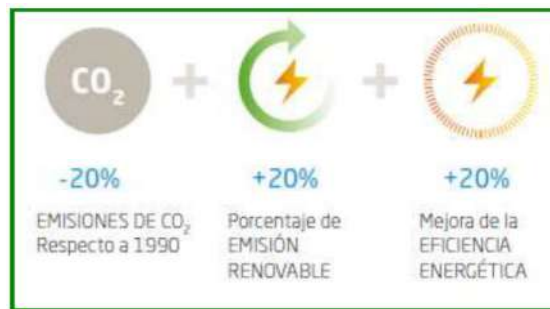 CO₂ + +
-20% +20% +20%
EMISIONES DE CO₂
Respecto a 1990
Porcentaje de
EMISIÓN
RENOVABLE
Mejora de la
EFICIENCIA
ENERGÉTICA